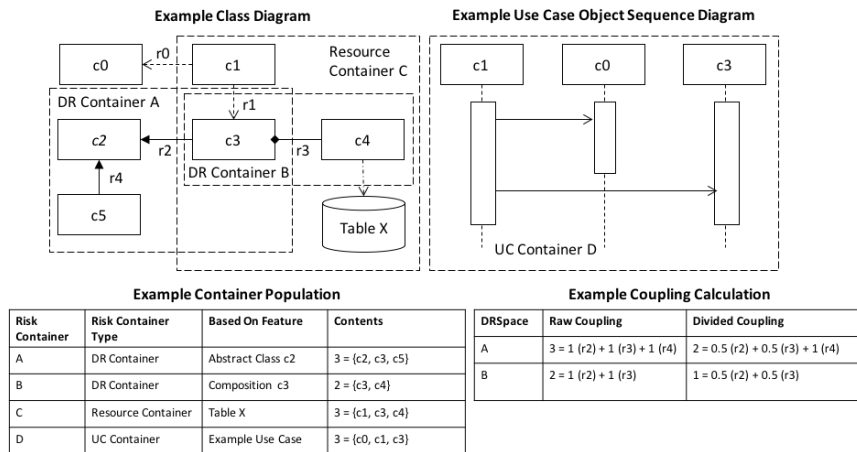 Example Class Diagram
Example Use Case Object Sequence Diagram
c0
r0
c1
Resource
Container C
DR Container A
r1
c2
r2
c3
r3
c4
DR Container B
r4
c5
Table X
c1
c0
c3
UC Container D
Example Container Population
Risk Container
Risk Container Type
Based On Feature
Contents
A
DR Container
Abstract Class c2
3 = {c2, c3, c5}
B
DR Container
Composition c3
2 = {c3, c4}
C
Resource Container
Table X
3 = {c1, c3, c4}
D
UC Container
Example Use Case
3 = {c0, c1, c3}
Example Coupling Calculation
DRSpace
Raw Coupling
Divided Coupling
A
3 = 1 (r2) + 1 (r3) + 1 (r4)
2 = 0.5 (r2) + 0.5 (r3) + 1 (r4)
B
2 = 1 (r2) + 1 (r3)
1 = 0.5 (r2) + 0.5 (r3)